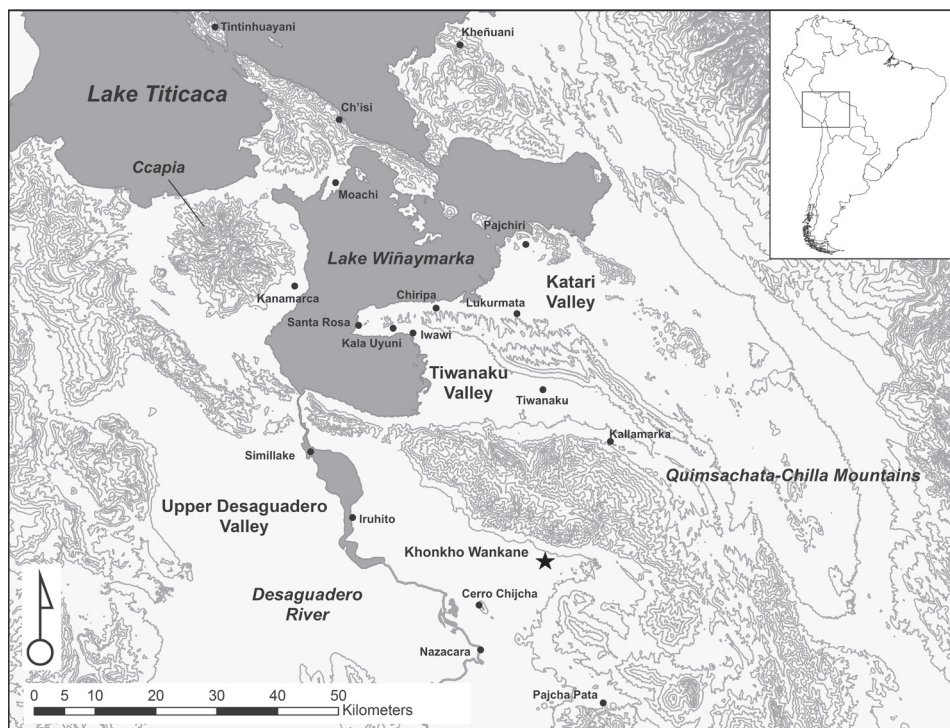 Tintinhuayani
Kheñuani
Lake Titicaca
Ch'isi
Ccapia
Moachi
Pajchiri
Lake Wiñaymarka
Katari
Valley
Kanamarca
Chiripa
Lukurmata
Santa Rosa
Kala Uyuni
Iwawi
Tiwanaku
Valley
Tiwanaku
Kallamarka
Simillake
Quimsachata-Chilla Mountains
Upper Desaguadero
Valley
Iruhito
Khonkho Wankane
Desaguadero
River
Cerro Chijcha
Nazacara
Pajcha Pata
0 5 10 20 30 40 50
Kilometers